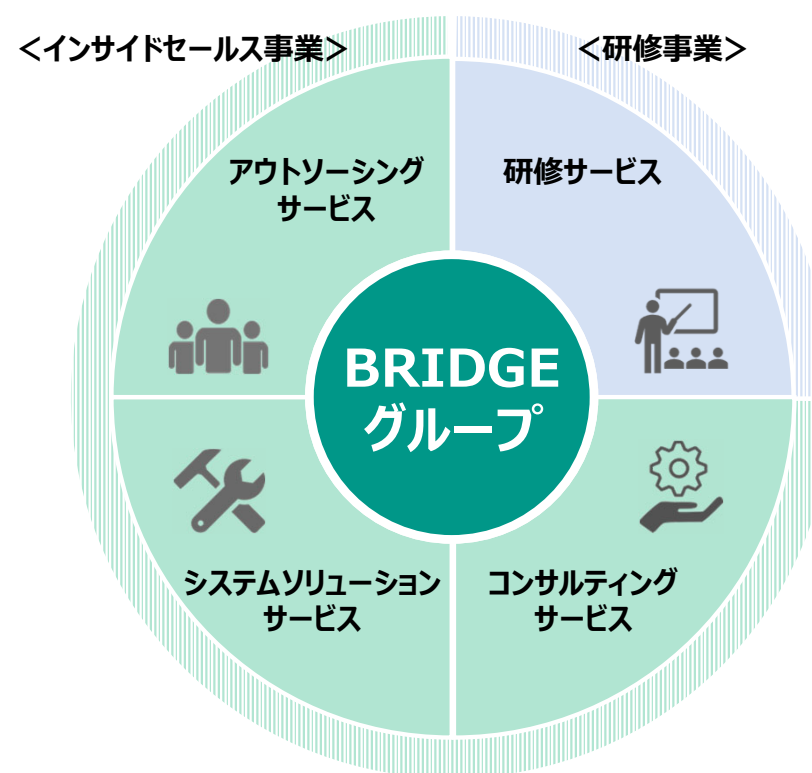 ＜インサイドセールス事業＞
＜研修事業＞
アウトソーシング
サービス
研修サービス
BRIDGE
グループ
システムソリューション
サービス
コンサルティング
サービス